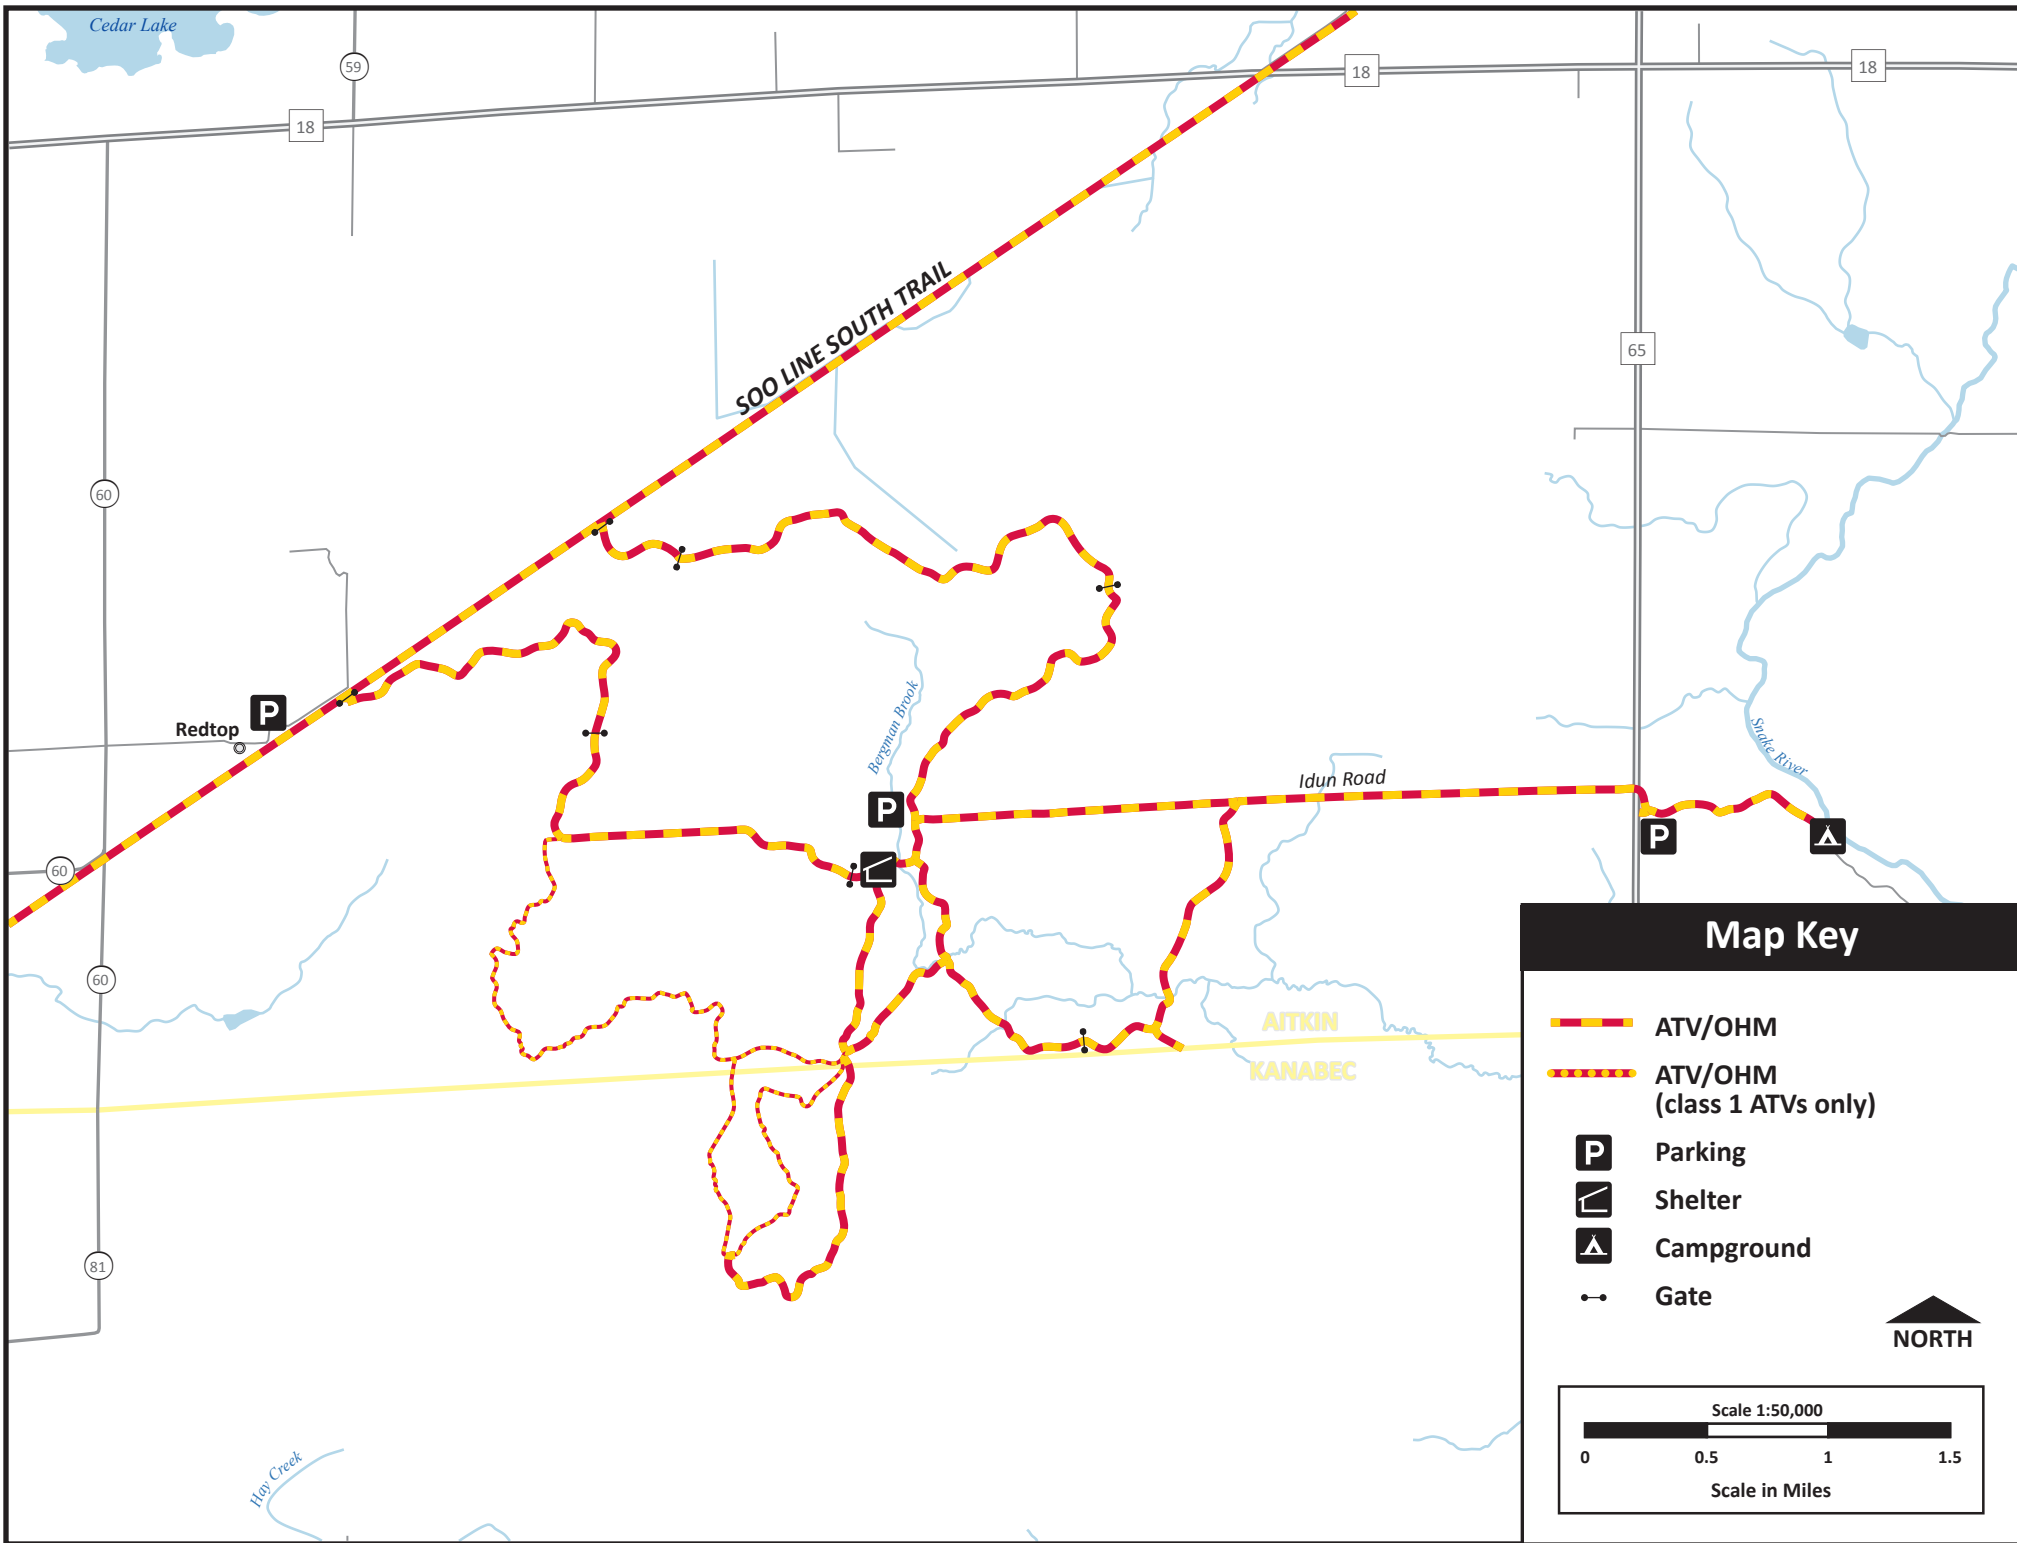 Cedar Lake
59
18
18
18
SOO LINE SOUTH TRAIL
65
60
Redtop
P
Bergman Brook
P
Idun Road
Snake River
P
60
60
AITKIN
KANABEC
81
Hay Creek
Map Key
ATV/OHM
ATV/OHM
(class 1 ATVs only)
P
Parking
Shelter
Campground
Gate
NORTH
Scale 1:50,000
0 0.5 1 1.5
Scale in Miles